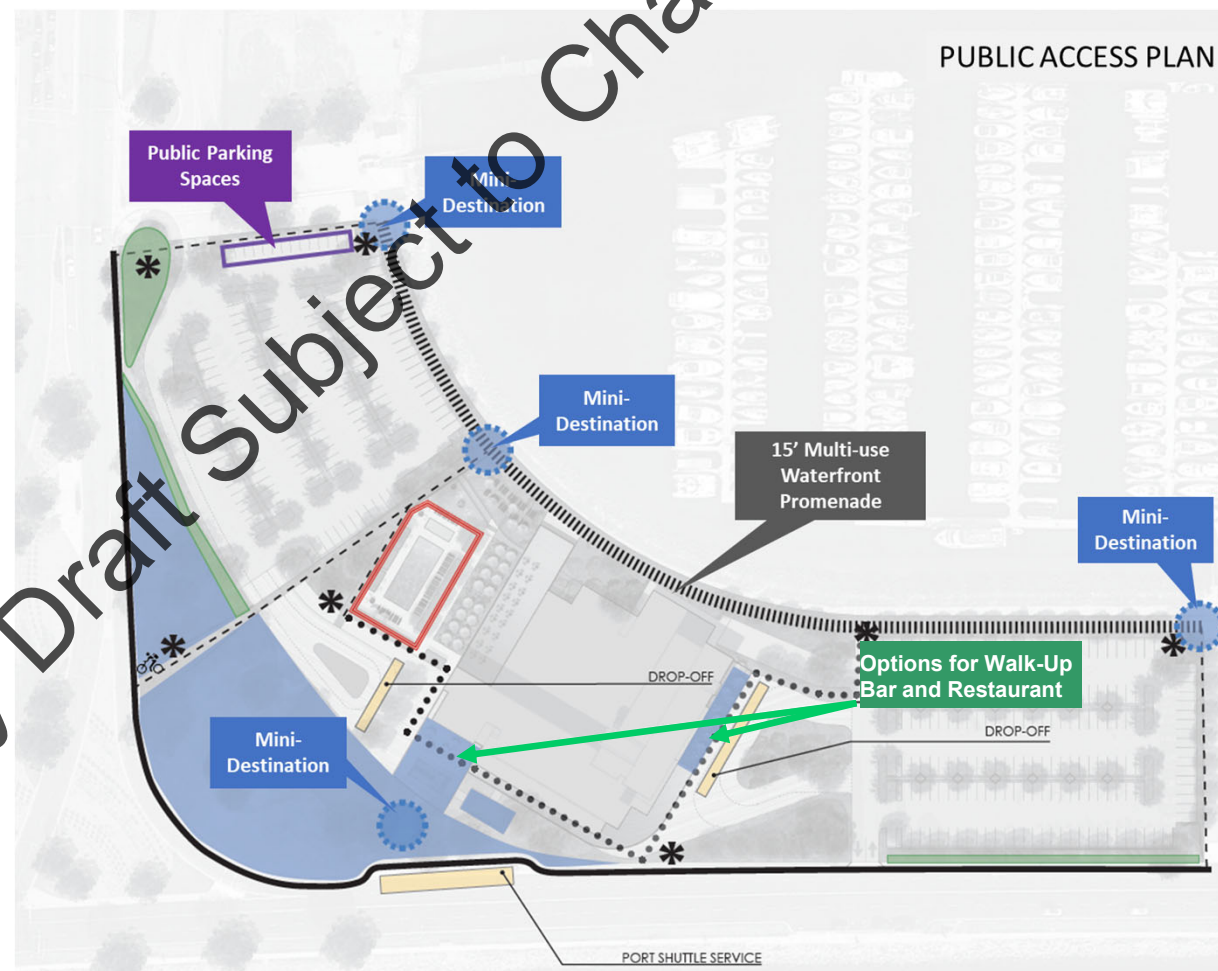 PUBLIC ACCESS PLAN
Public Parking
Spaces
Mini-
Destination
Mini-
Destination
15' Multi-use
Waterfront
Promenade
Mini-
Destination
Options for Walk-Up
Bar and Restaurant
DROP-OFF
DROP-OFF
Mini-
Destination
PORT SHUTTLE SERVICE
Draft Subject to